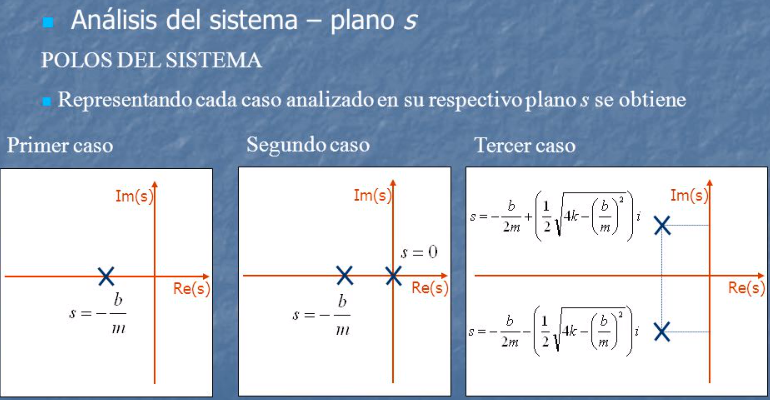 Análisis del sistema – plano s
POLOS DEL SISTEMA
Representando cada caso analizado en su respectivo plano s se obtiene
Primer caso
Segundo caso
Tercer caso
Im(s)
Re(s)
s = -b/m
Im(s)
s = 0
Re(s)
s = -b/m
s = -b/2m + (1/2 √(4k-(b/m)²)) i
Im(s)
Re(s)
s = -b/2m - (1/2 √(4k-(b/m)²)) i